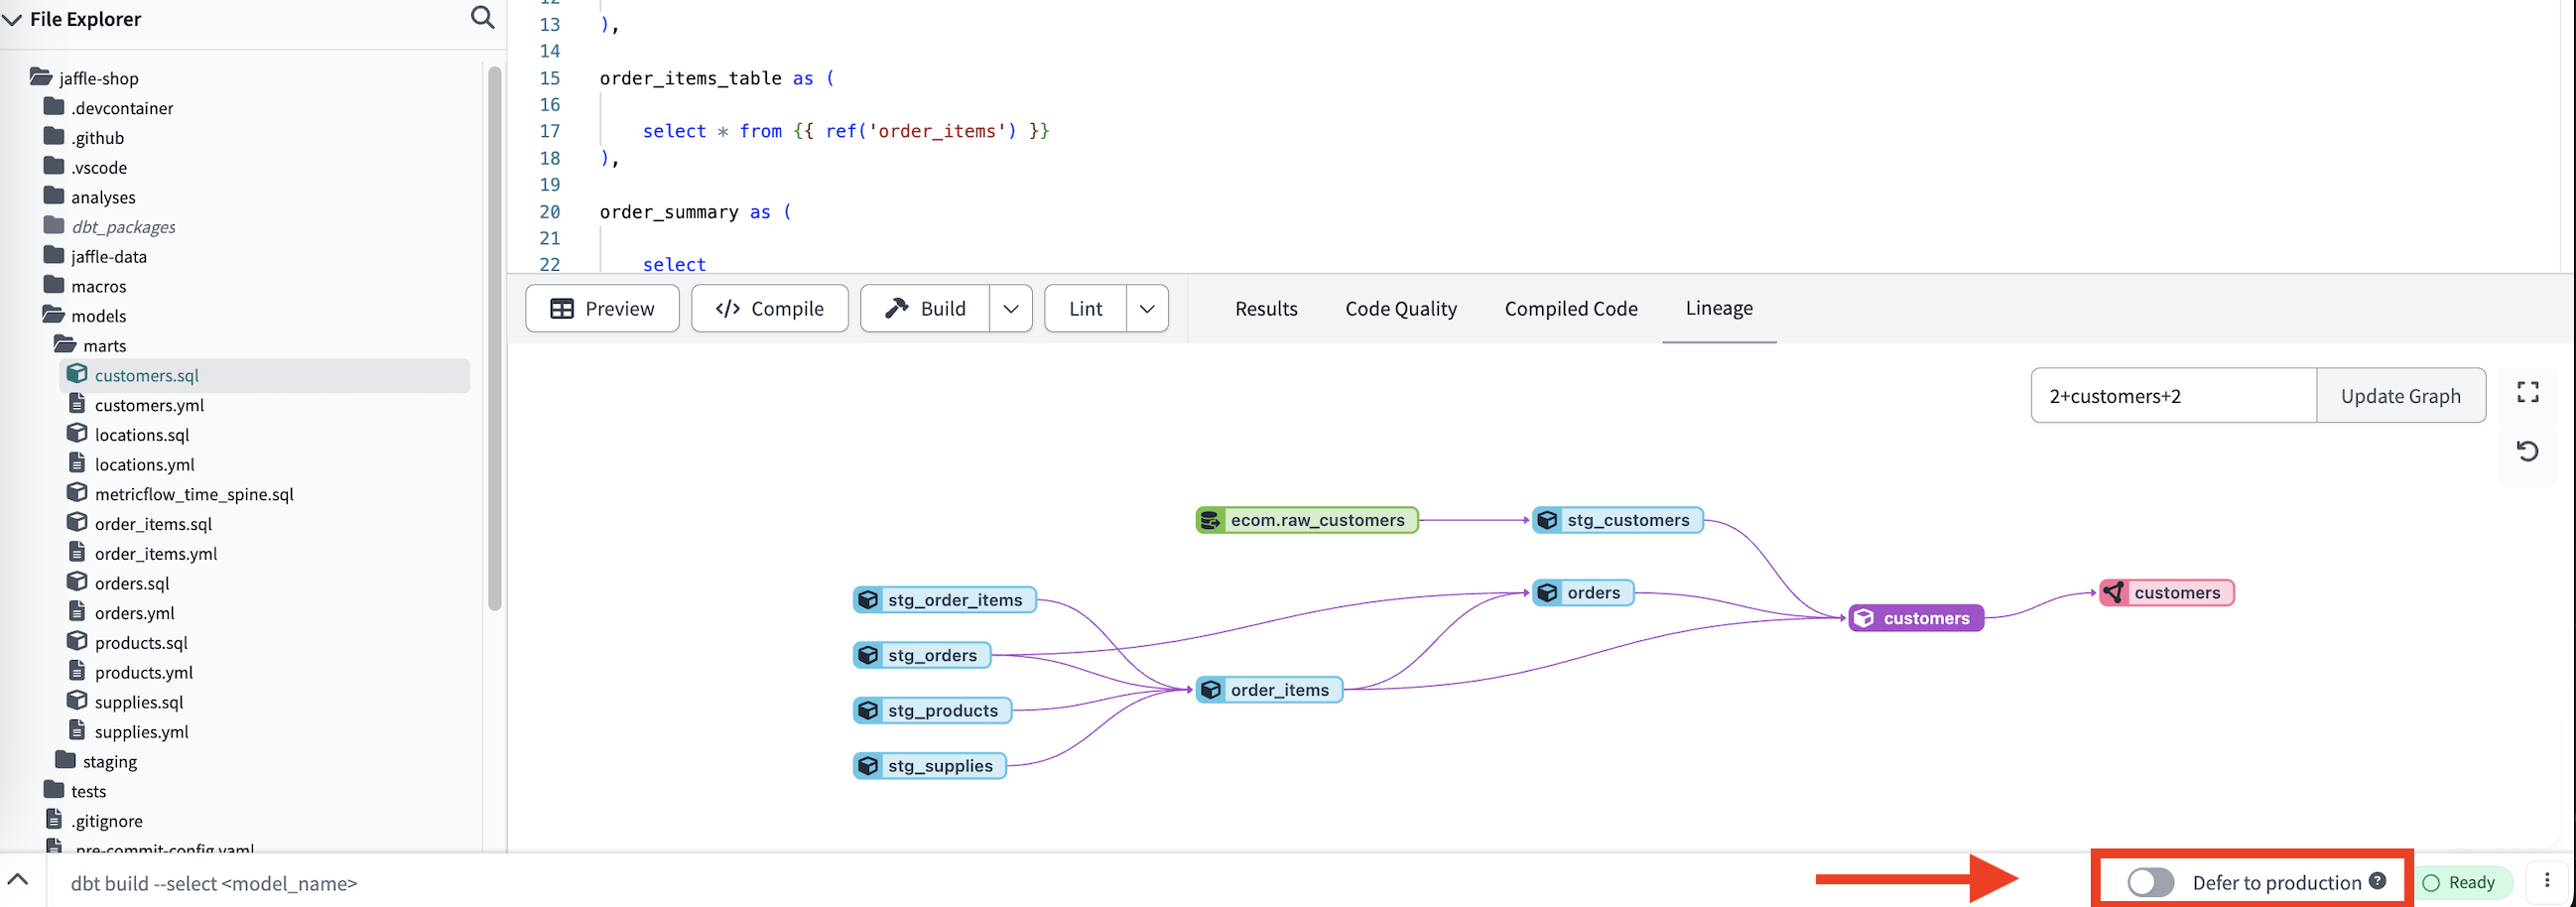 File Explorer
jaffle-shop
.devcontainer
.github
.vscode
analyses
dbt_packages
jaffle-data
macros
models
marts
customers.sql
customers.yml
locations.sql
locations.yml
metricflow_time_spine.sql
order_items.sql
order_items.yml
orders.sql
orders.yml
products.sql
products.yml
supplies.sql
supplies.yml
staging
tests
.gitignore
.pre-commit-config.yaml
12
13 ),
14
15 order_items_table as (
16
17 select * from {{ ref('order_items') }}
18 ),
19
20 order_summary as (
21
22 select
Preview
</> Compile
Build
Lint
Results
Code Quality
Compiled Code
Lineage
2+customers+2
Update Graph
ecom.raw_customers
stg_customers
stg_order_items
orders
customers
customers
stg_orders
order_items
stg_products
stg_supplies
dbt build --select <model_name>
Defer to production ?
Ready